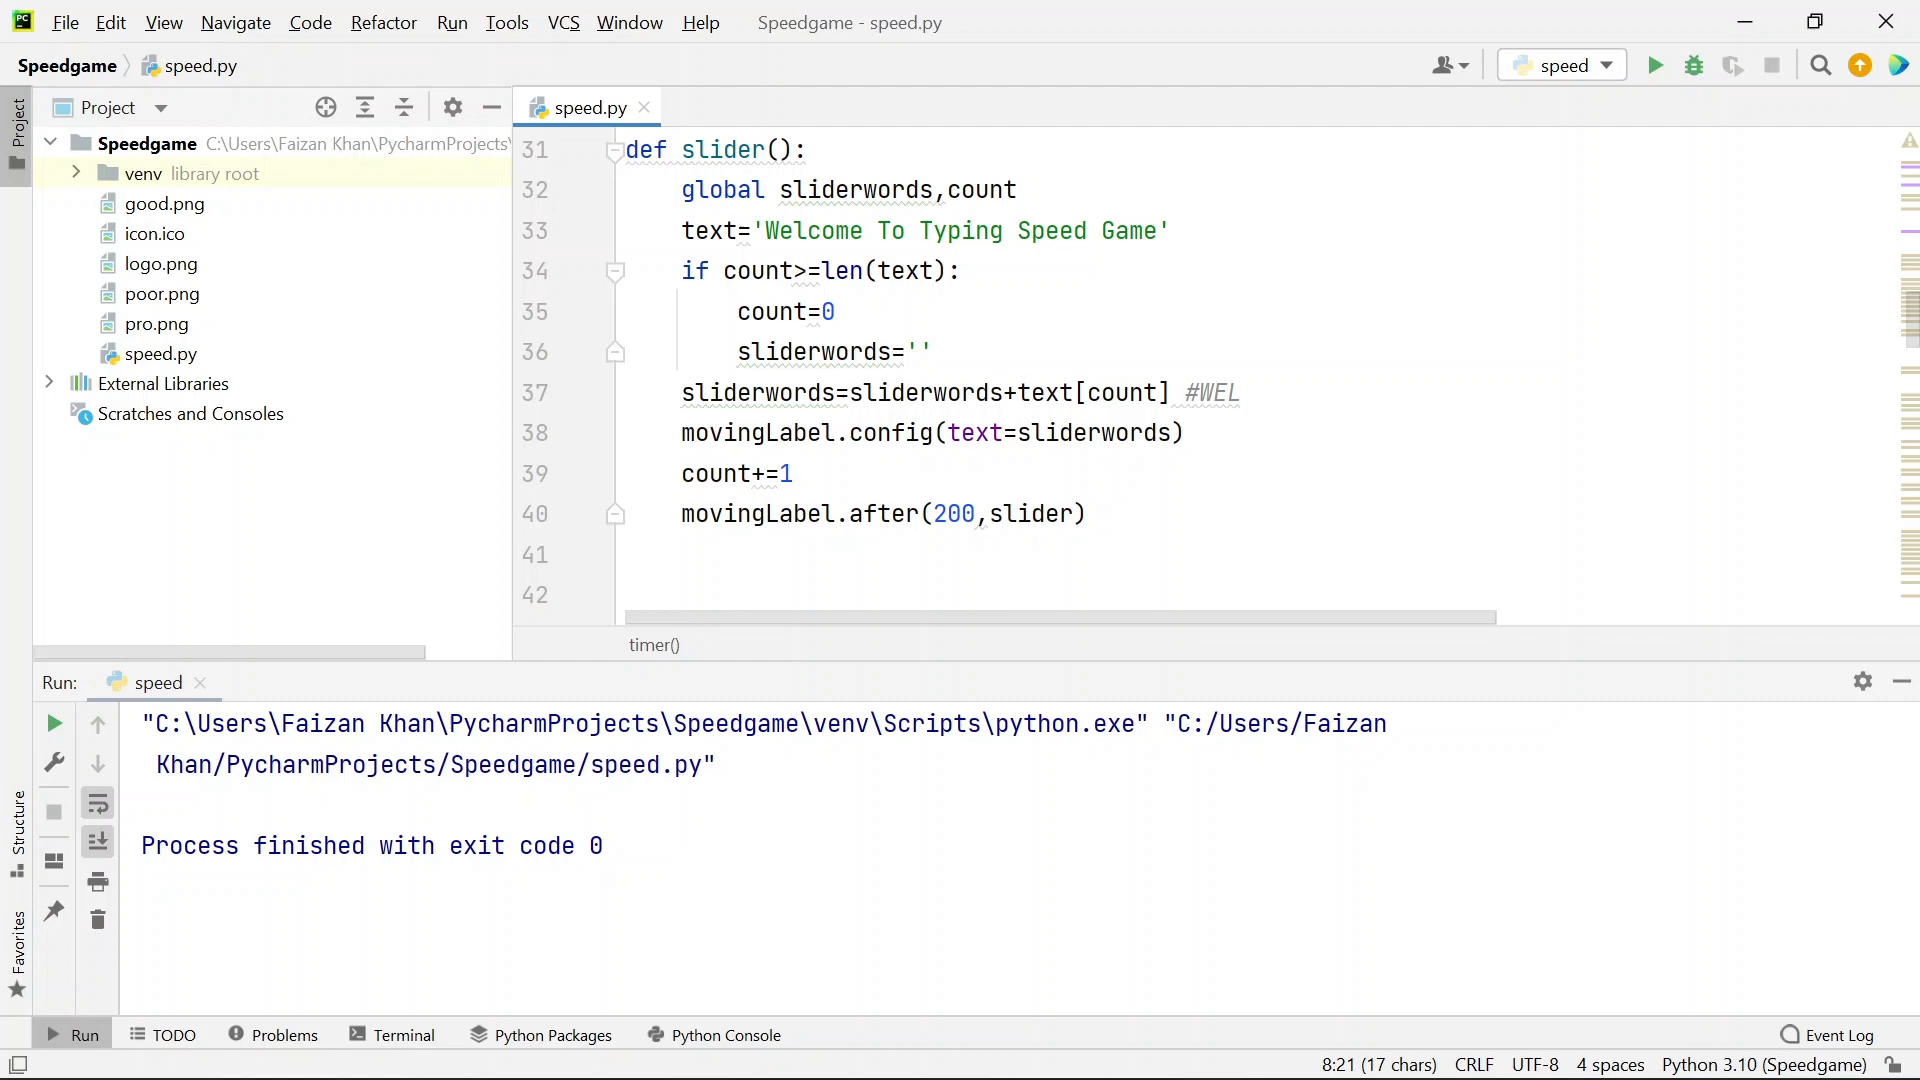 File Edit View Navigate Code Refactor Run Tools VCS Window Help Speedgame - speed.py
Speedgame speed.py
speed
Project
Project
speed.py
Speedgame C:\Users\Faizan Khan\PycharmProjects\
venv library root
good.png
icon.ico
logo.png
poor.png
pro.png
speed.py
External Libraries
Scratches and Consoles
31 def slider():
32 global sliderwords,count
33 text='Welcome To Typing Speed Game'
34 if count>=len(text):
35 count=0
36 sliderwords=''
37 sliderwords=sliderwords+text[count] #WEL
38 movingLabel.config(text=sliderwords)
39 count+=1
40 movingLabel.after(200,slider)
41
42
timer()
Run: speed
"C:\Users\Faizan Khan\PycharmProjects\Speedgame\venv\Scripts\python.exe" "C:/Users/Faizan
Khan/PycharmProjects/Speedgame/speed.py"
Process finished with exit code 0
Structure
Favorites
Run TODO Problems Terminal Python Packages Python Console Event Log
8:21 (17 chars) CRLF UTF-8 4 spaces Python 3.10 (Speedgame)